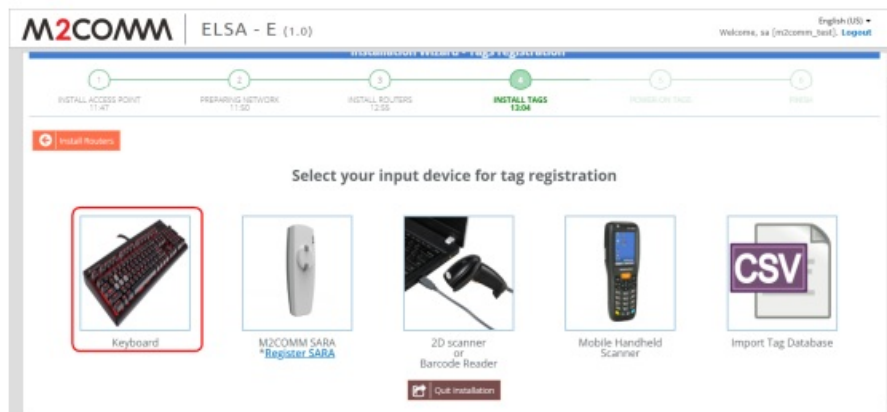 M2COMM ELSA - E (1.0)
English (US)
Welcome, sa [m2comm_test], Logout
Installation Wizard - Tags registration
1 2 3 4 5 6
INSTALL ACCESS POINT PREPARING NETWORK INSTALL ROUTERS INSTALL TAGS POWER-ON TAGS FINISH
11:47 11:50 12:55 13:04
Install Routers
Select your input device for tag registration
CSV
Keyboard M2COMM SARA 2D scanner Mobile Handheld Import Tag Database
*Register SARA or Scanner
Barcode Reader
Quit Installation